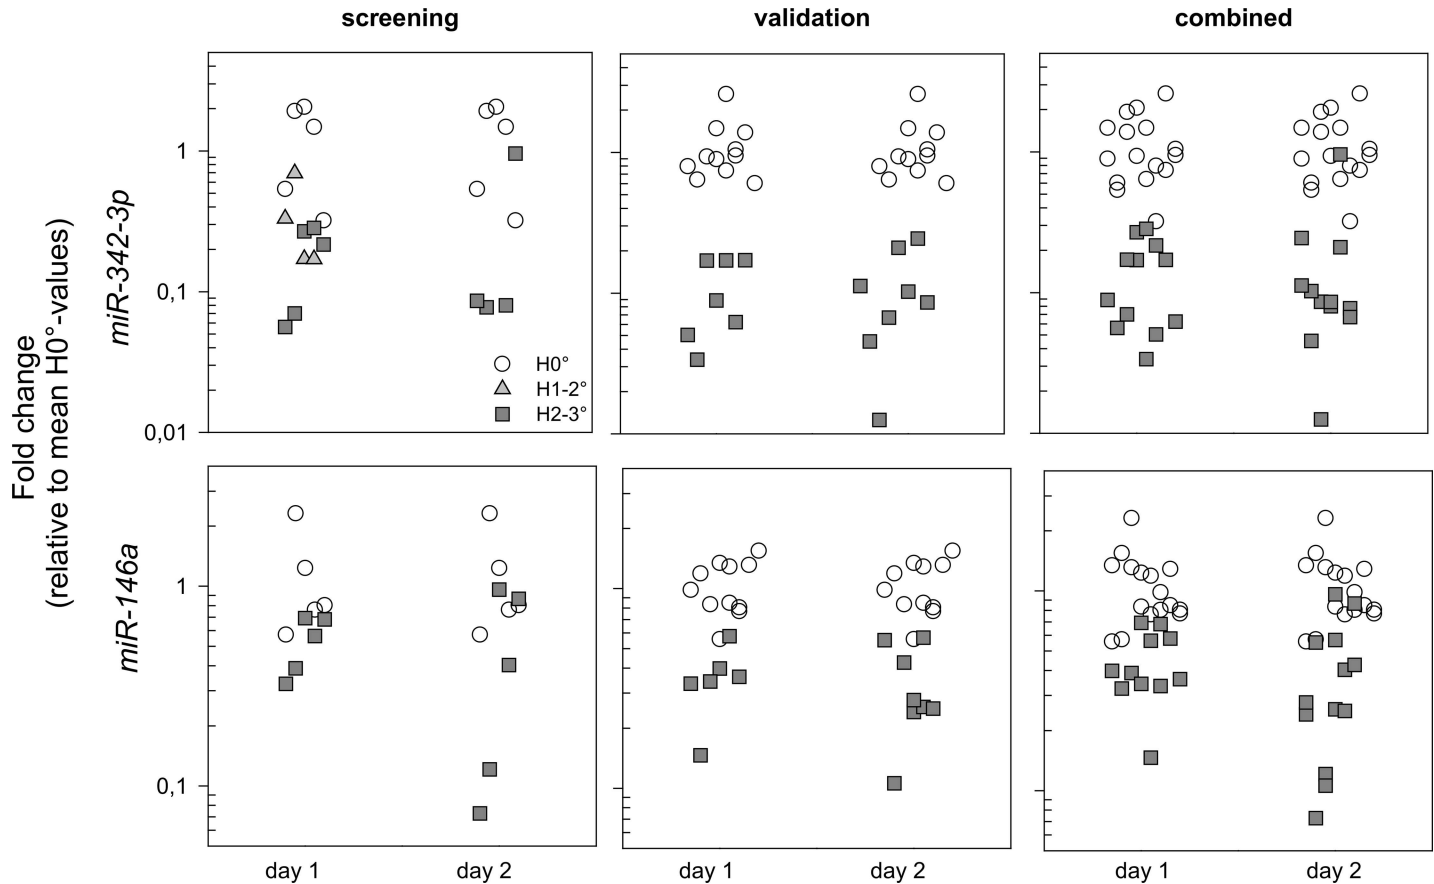 screening validation combined
Fold change
(relative to mean H0°-values)
miR-342-3p
1
0,1
0,01
H0°
H1-2°
H2-3°
miR-146a
1
0,1
day 1 day 2 day 1 day 2 day 1 day 2